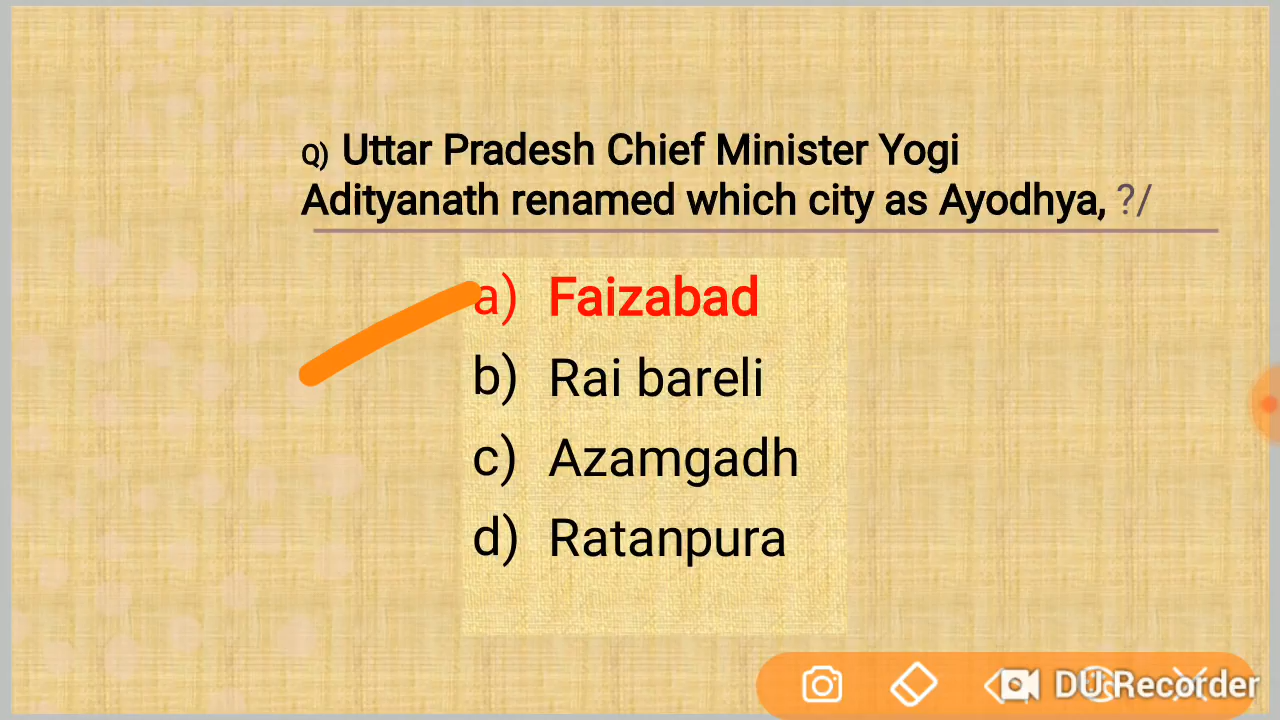 Q) Uttar Pradesh Chief Minister Yogi
Adityanath renamed which city as Ayodhya, ?/
a) Faizabad
b) Rai bareli
c) Azamgadh
d) Ratanpura
DU Recorder